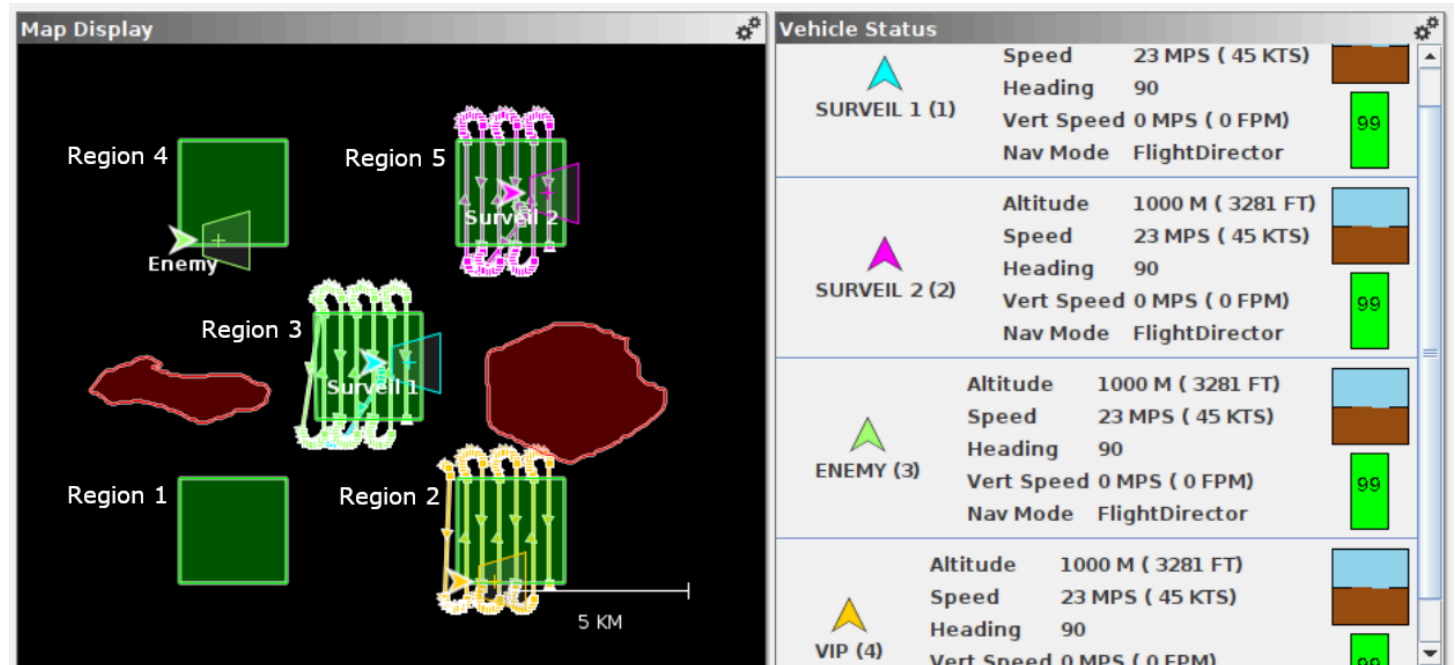 Map Display
Region 4
Region 5
Surveil 2
Enemy
Region 3
Surveil 1
Region 1
Region 2
5 KM
Vehicle Status
Speed 23 MPS ( 45 KTS)
Heading 90
SURVEIL 1 (1)
Vert Speed 0 MPS ( 0 FPM)
99
Nav Mode FlightDirector
Altitude 1000 M ( 3281 FT)
Speed 23 MPS ( 45 KTS)
Heading 90
SURVEIL 2 (2)
Vert Speed 0 MPS ( 0 FPM)
99
Nav Mode FlightDirector
Altitude 1000 M ( 3281 FT)
Speed 23 MPS ( 45 KTS)
Heading 90
ENEMY (3)
Vert Speed 0 MPS ( 0 FPM)
99
Nav Mode FlightDirector
Altitude 1000 M ( 3281 FT)
Speed 23 MPS ( 45 KTS)
Heading 90
VIP (4)
Vert Speed 0 MPS ( 0 FPM)
99